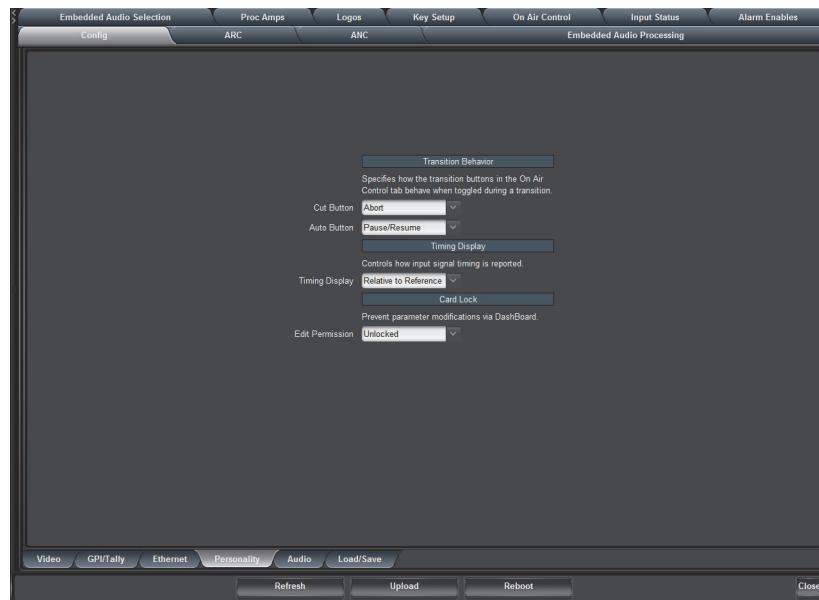 Embedded Audio Selection
Proc Amps
Logos
Key Setup
On Air Control
Input Status
Alarm Enables
Config
ARC
ANC
Embedded Audio Processing
Transition Behavior
Specifies how the transition buttons in the On Air
Control tab behave when toggled during a transition.
Cut Button Abort
Auto Button Pause/Resume
Timing Display
Controls how input signal timing is reported.
Timing Display Relative to Reference
Card Lock
Prevent parameter modifications via DashBoard.
Edit Permission Unlocked
Video
GPI/Tally
Ethernet
Personality
Audio
Load/Save
Refresh
Upload
Reboot
Close